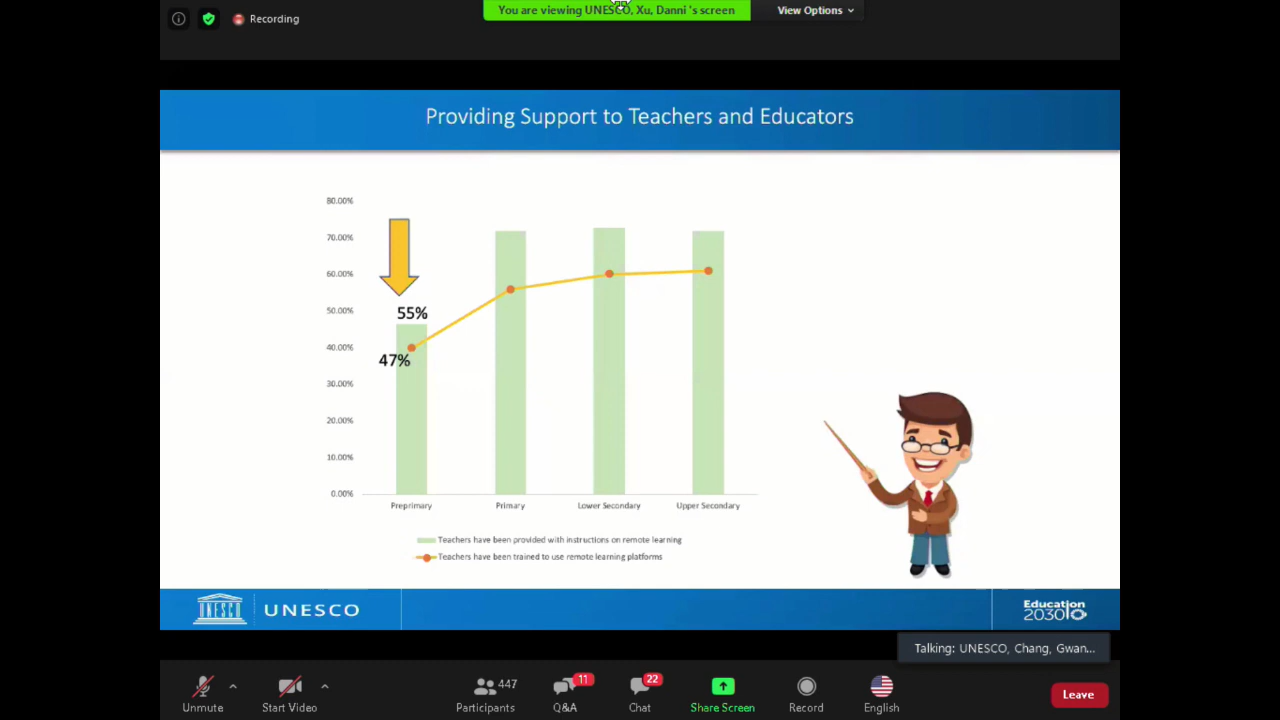 Recording
You are viewing UNESCO, Xu, Danni 's screen
View Options
Providing Support to Teachers and Educators
80.00%
70.00%
60.00%
50.00%
40.00%
30.00%
20.00%
10.00%
0.00%
55%
47%
Preprimary Primary Lower Secondary Upper Secondary
Teachers have been provided with instructions on remote learning
Teachers have been trained to use remote learning platforms
UNESCO
UNESCO
Education
2030
Talking: UNESCO, Chang, Gwan...
447
11
22
Unmute
Start Video
Participants
Q&A
Chat
Share Screen
Record
English
Leave